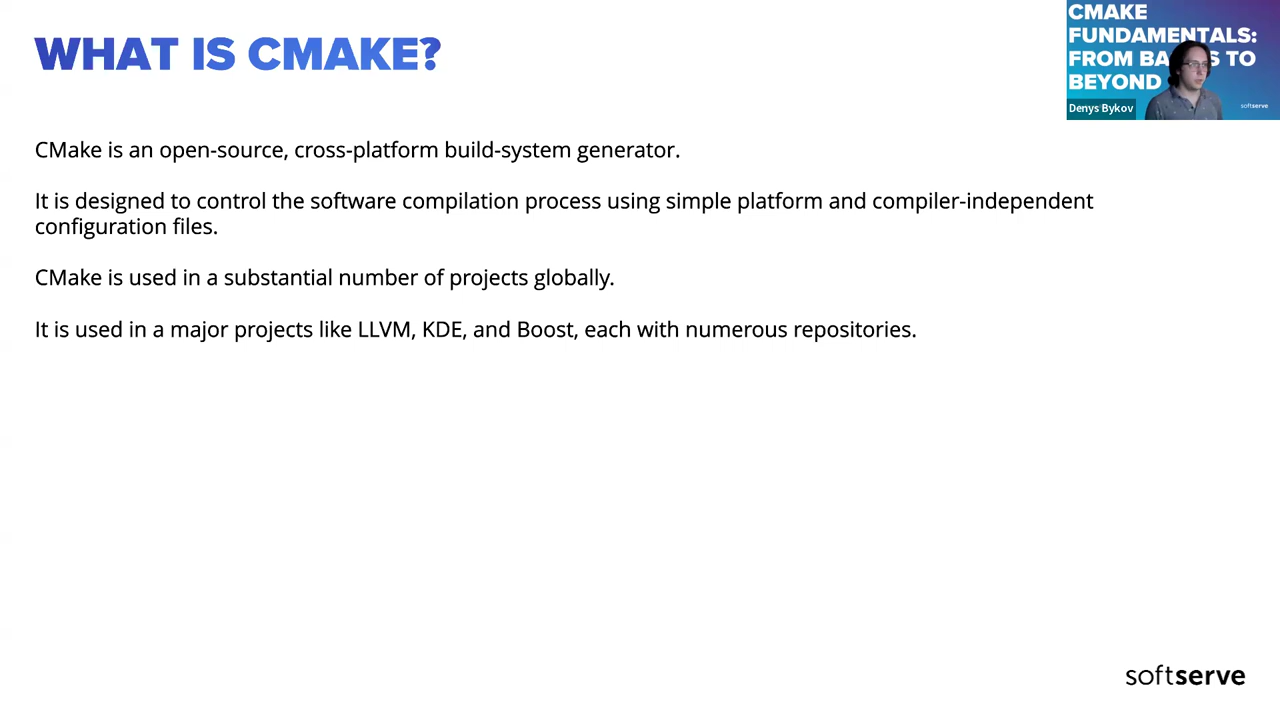 WHAT IS CMAKE?
CMake is an open-source, cross-platform build-system generator.
It is designed to control the software compilation process using simple platform and compiler-independent
configuration files.
CMake is used in a substantial number of projects globally.
It is used in a major projects like LLVM, KDE, and Boost, each with numerous repositories.
CMAKE
FUNDAMENTALS:
FROM TO
BEYOND
Denys Bykov
softserve
softserve